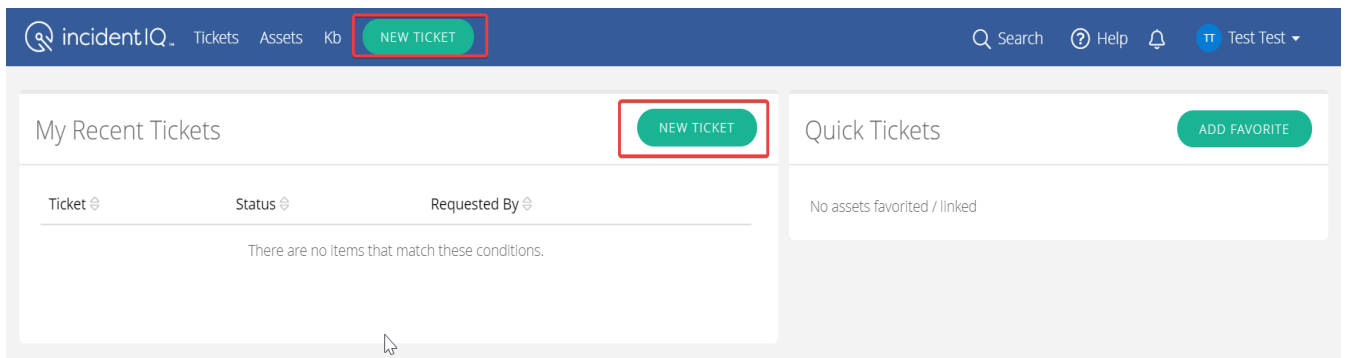 incidentIQ™ Tickets Assets Kb NEW TICKET Search Help TT Test Test
My Recent Tickets NEW TICKET
Ticket Status Requested By
There are no items that match these conditions.
Quick Tickets ADD FAVORITE
No assets favorited / linked